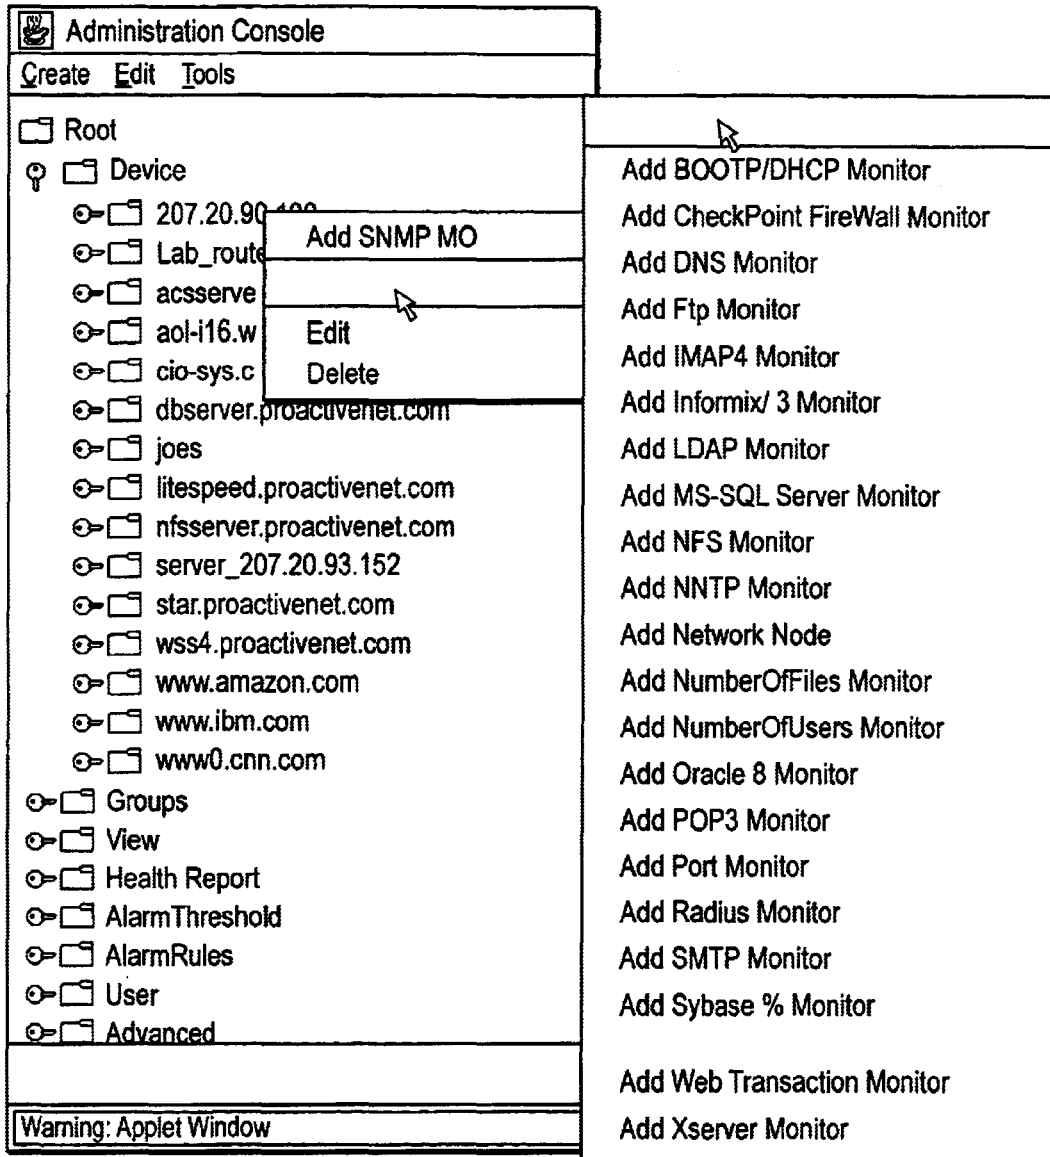 Administration Console
Create Edit Tools
Root
Device
207.20.90.
Lab_route
acsserve
aol-i16.w
cio-sys.c
dbserver.proactivenet.com
joes
litespeed.proactivenet.com
nfsserver.proactivenet.com
server_207.20.93.152
star.proactivenet.com
wss4.proactivenet.com
www.amazon.com
www.ibm.com
www0.cnn.com
Groups
View
Health Report
AlarmThreshold
AlarmRules
User
Advanced
Warning: Applet Window
Add SNMP MO
Edit
Delete
Add BOOTP/DHCP Monitor
Add CheckPoint FireWall Monitor
Add DNS Monitor
Add Ftp Monitor
Add IMAP4 Monitor
Add Informix/ 3 Monitor
Add LDAP Monitor
Add MS-SQL Server Monitor
Add NFS Monitor
Add NNTP Monitor
Add Network Node
Add NumberOfFiles Monitor
Add NumberOfUsers Monitor
Add Oracle 8 Monitor
Add POP3 Monitor
Add Port Monitor
Add Radius Monitor
Add SMTP Monitor
Add Sybase % Monitor
Add Web Transaction Monitor
Add Xserver Monitor